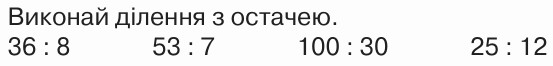 Виконай ділення з остачею.
36 : 8 53 : 7 100 : 30 25 : 12